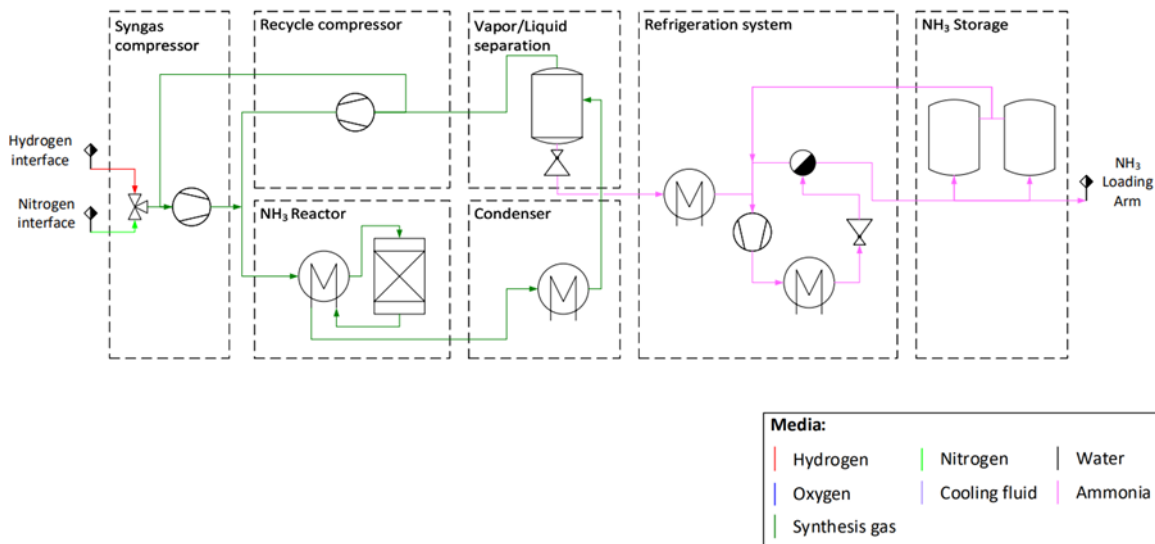 Syngas
compressor
Recycle compressor
Vapor/Liquid
separation
Refrigeration system
NH₃ Storage
Hydrogen
interface
Nitrogen
interface
NH₃ Reactor
Condenser
NH₃
Loading
Arm
Media:
Hydrogen
Nitrogen
Water
Oxygen
Cooling fluid
Ammonia
Synthesis gas